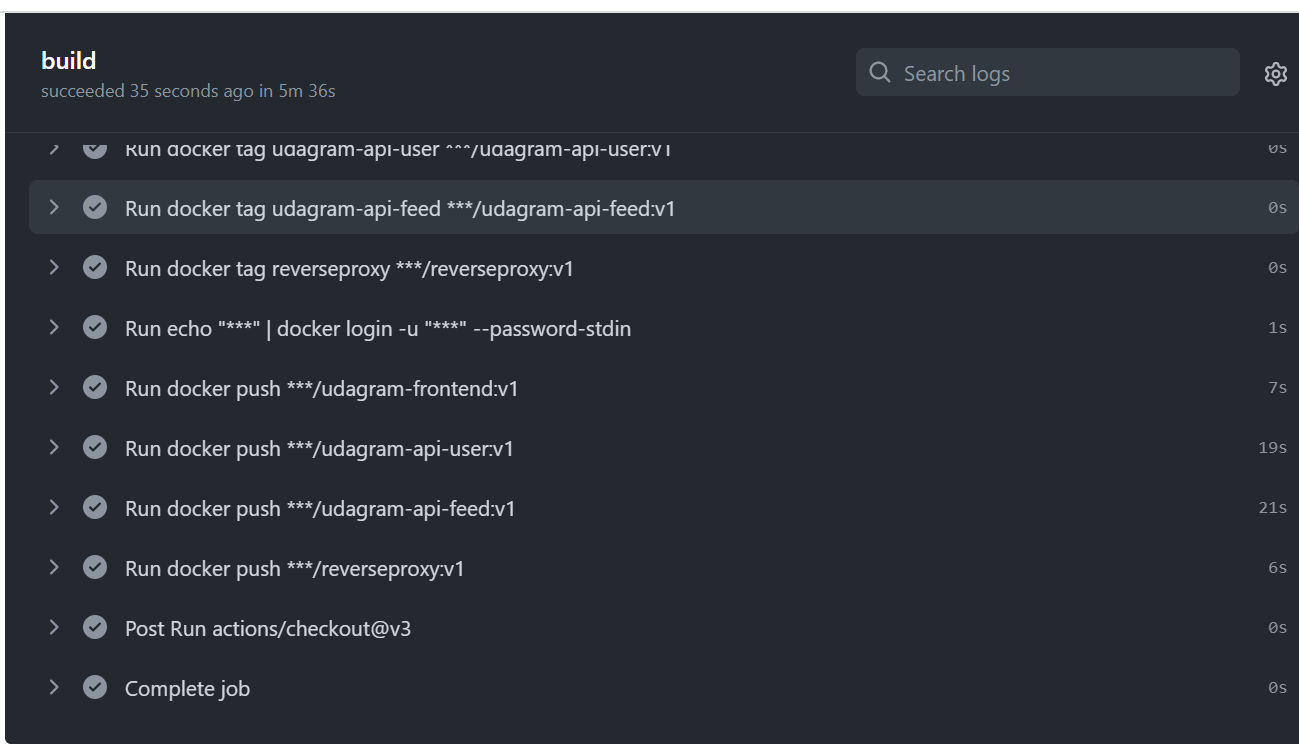 build
Search logs
succeeded 35 seconds ago in 5m 36s
Run docker tag udagram-api-user ***/udagram-api-user:v1 0s
Run docker tag udagram-api-feed ***/udagram-api-feed:v1 0s
Run docker tag reverseproxy ***/reverseproxy:v1 0s
Run echo "***" | docker login -u "***" --password-stdin 1s
Run docker push ***/udagram-frontend:v1 7s
Run docker push ***/udagram-api-user:v1 19s
Run docker push ***/udagram-api-feed:v1 21s
Run docker push ***/reverseproxy:v1 6s
Post Run actions/checkout@v3 0s
Complete job 0s